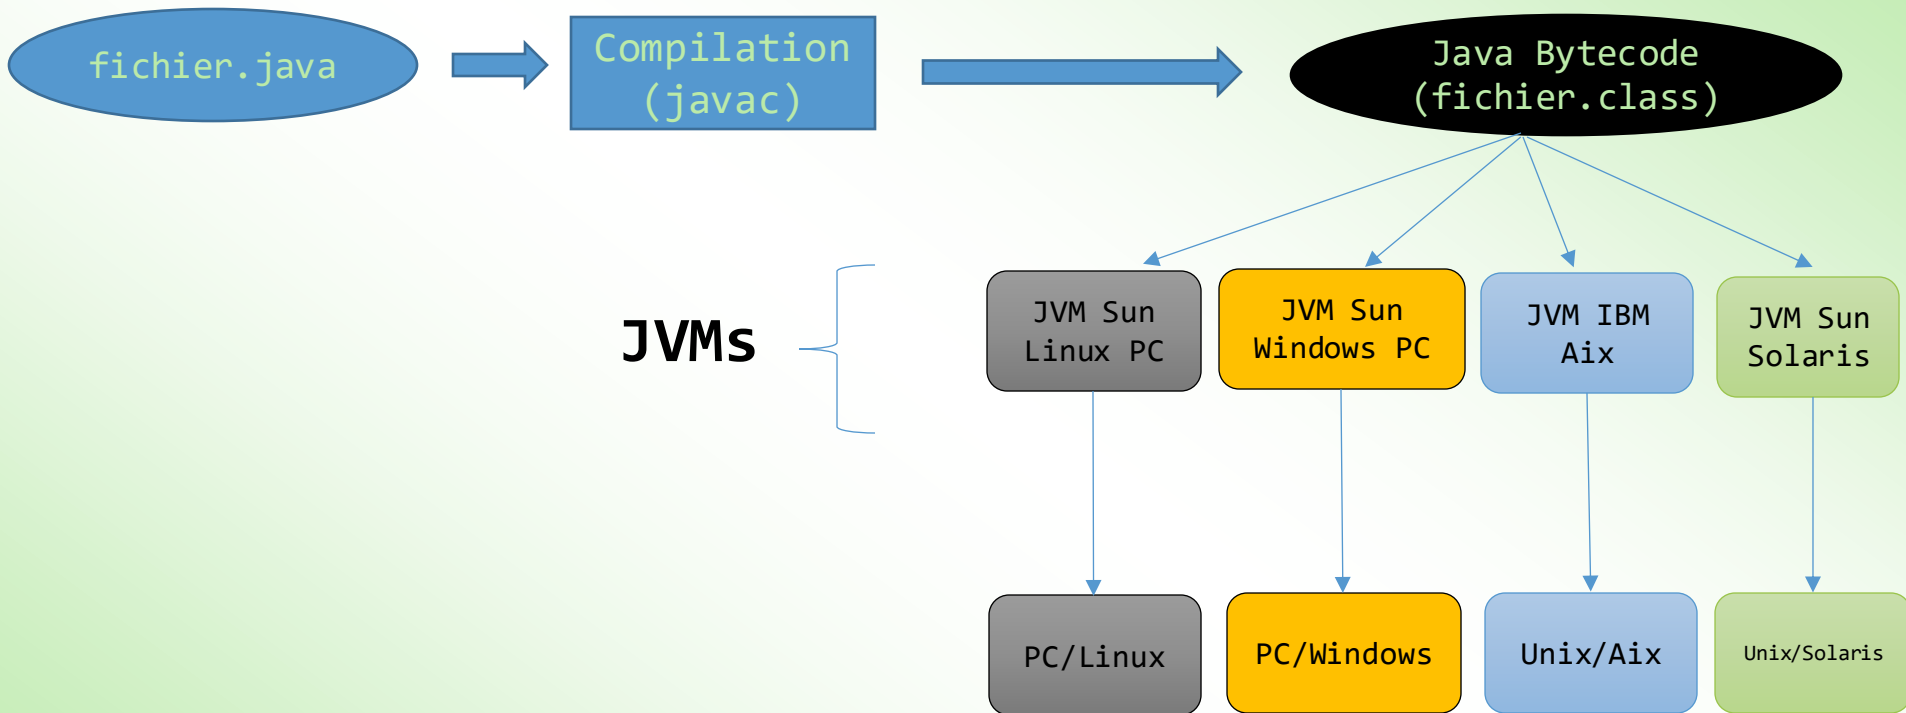 fichier.java
Compilation
(javac)
Java Bytecode
(fichier.class)
JVMs
JVM Sun
Linux PC
JVM Sun
Windows PC
JVM IBM
Aix
JVM Sun
Solaris
PC/Linux
PC/Windows
Unix/Aix
Unix/Solaris